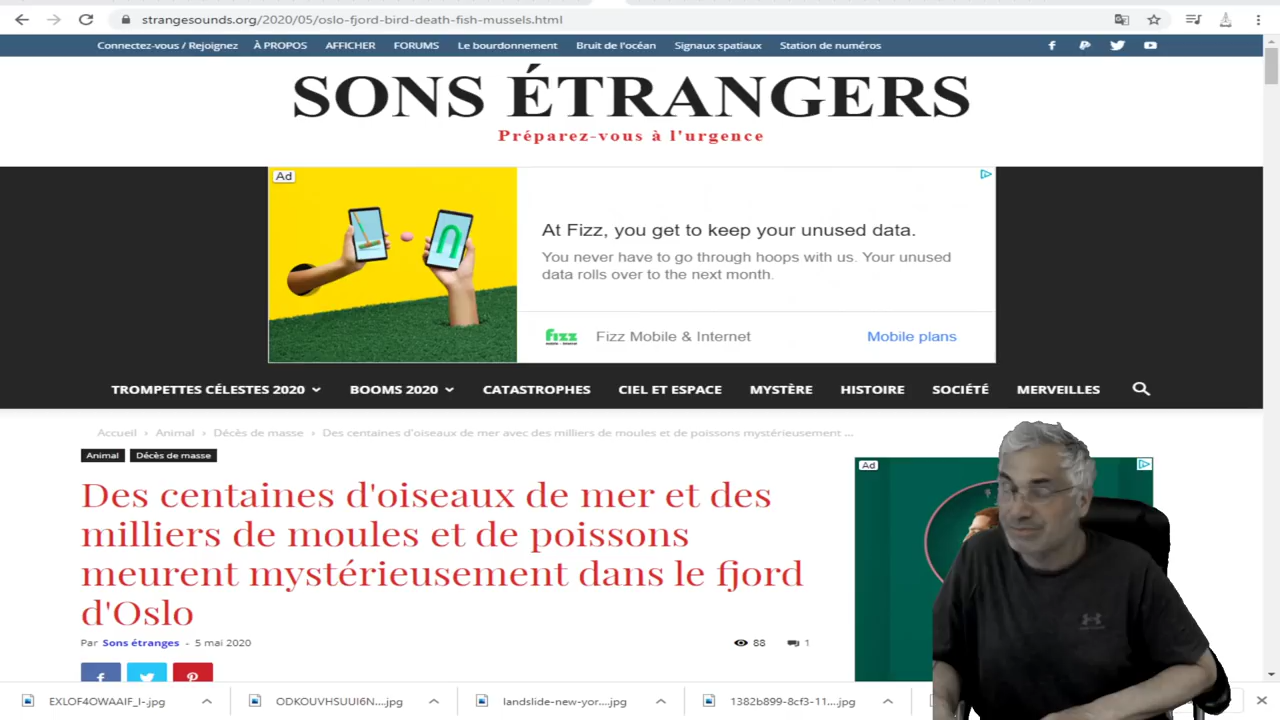 strangesounds.org/2020/05/oslo-fjord-bird-death-fish-mussels.html
Connectez-vous / Rejoignez À PROPOS AFFICHER FORUMS Le bourdonnement Bruit de l'océan Signaux spatiaux Station de numéros
SONS ÉTRANGERS
Préparez-vous à l'urgence
Ad
At Fizz, you get to keep your unused data.
You never have to go through hoops with us. Your unused
data rolls over to the next month.
fizz Fizz Mobile & Internet Mobile plans
TROMPETTES CÉLESTES 2020 BOOMS 2020 CATASTROPHES CIEL ET ESPACE MYSTÈRE HISTOIRE SOCIÉTÉ MERVEILLES
Accueil › Animal › Décès de masse › Des centaines d'oiseaux de mer avec des milliers de moules et de poissons mystérieusement ...
Animal Décès de masse
Ad
Des centaines d'oiseaux de mer et des
milliers de moules et de poissons
meurent mystérieusement dans le fjord
d'Oslo
Par Sons étranges - 5 mai 2020 88 1
EXLOF4OWAAIF_I-.jpg ODKOUVHSUUI6N....jpg landslide-new-yor....jpg 1382b899-8cf3-11....jpg